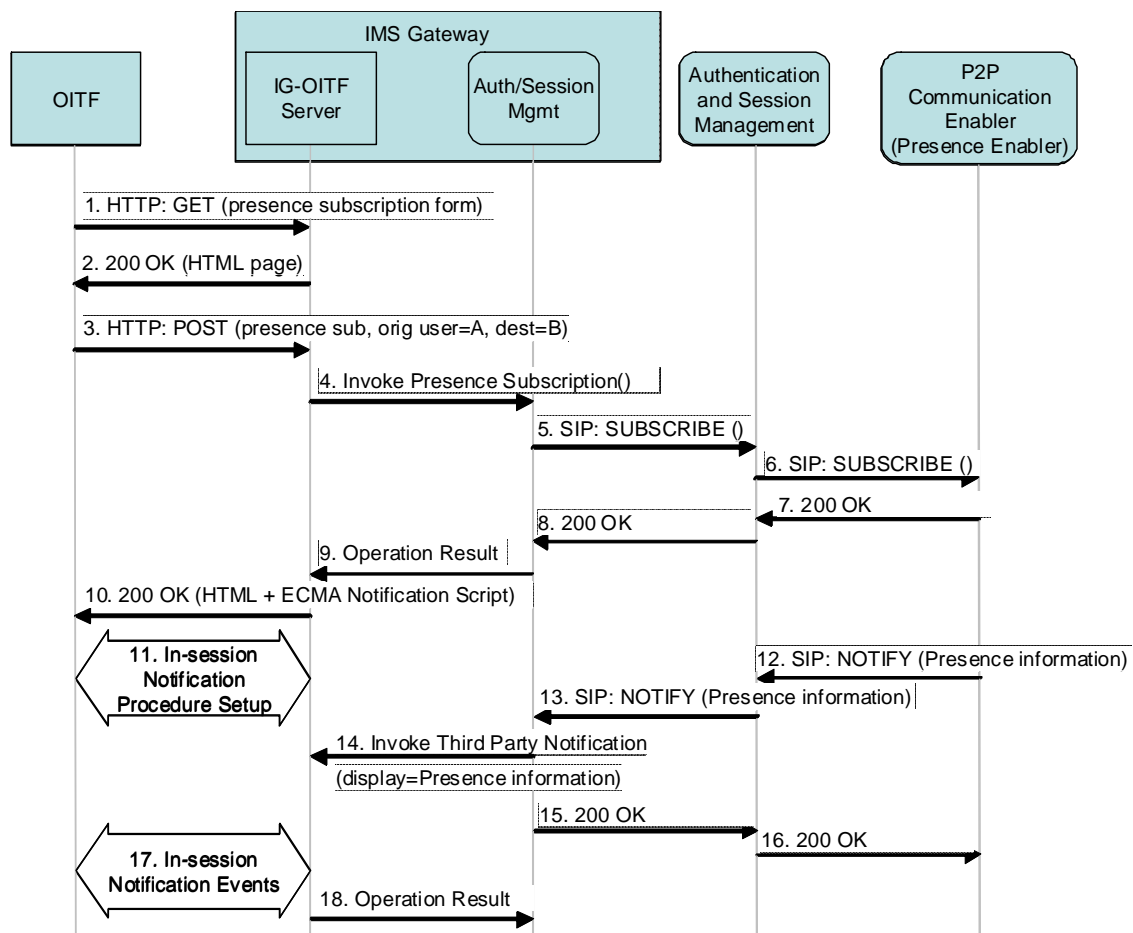 IMS Gateway
OITF
IG-OITF
Server
Auth/Session
Mgmt
Authentication
and Session
Management
P2P
Communication
Enabler
(Presence Enabler)
1. HTTP: GET (presence subscription form)
2. 200 OK (HTML page)
3. HTTP: POST (presence sub, orig user=A, dest=B)
4. Invoke Presence Subscription()
5. SIP: SUBSCRIBE ()
6. SIP: SUBSCRIBE ()
7. 200 OK
8. 200 OK
9. Operation Result
10. 200 OK (HTML + ECMA Notification Script)
11. In-session
Notification
Procedure Setup
12. SIP: NOTIFY (Presence information)
13. SIP: NOTIFY (Presence information)
14. Invoke Third Party Notification
(display=Presence information)
15. 200 OK
16. 200 OK
17. In-session
Notification Events
18. Operation Result